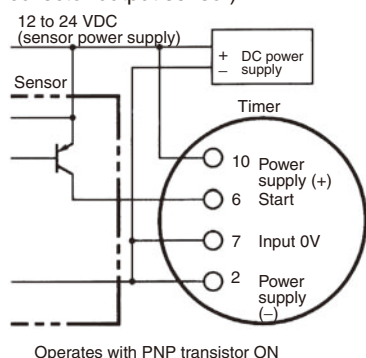 12 to 24 VDC
(sensor power supply)
+ DC power
– supply
Sensor
Timer
10 Power
supply (+)
6 Start
7 Input 0V
2 Power
supply
(–)
Operates with PNP transistor ON